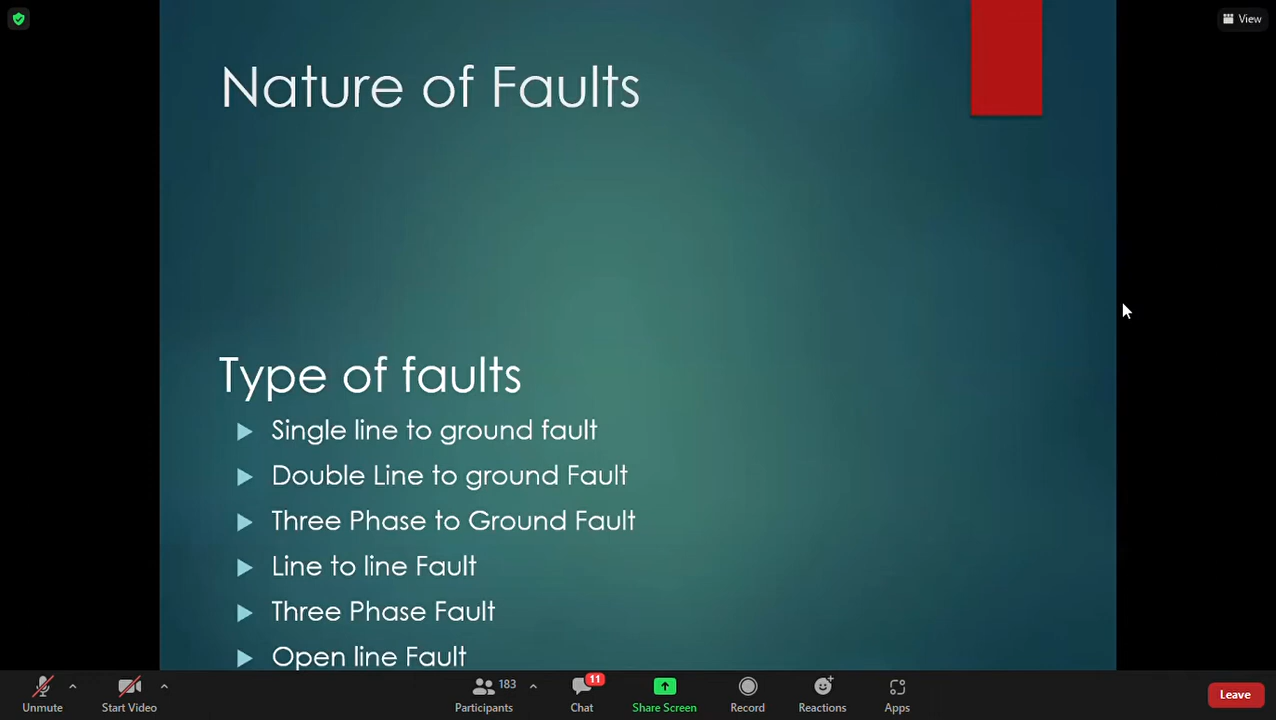 View
Nature of Faults
Type of faults
Single line to ground fault
Double Line to ground Fault
Three Phase to Ground Fault
Line to line Fault
Three Phase Fault
Open line Fault
183
11
Unmute
Start Video
Participants
Chat
Share Screen
Record
Reactions
Apps
Leave